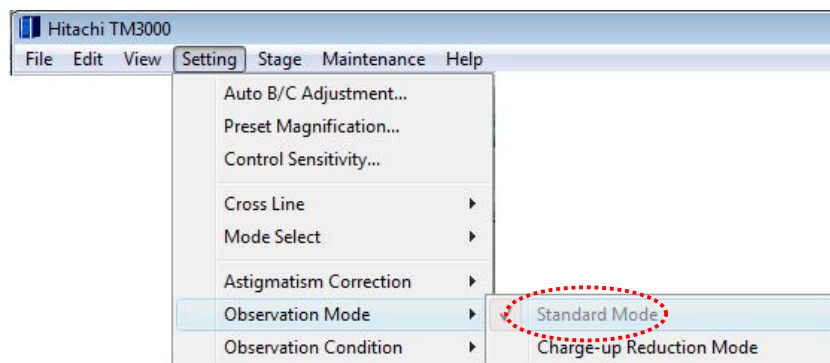 Hitachi TM3000
File Edit View Setting Stage Maintenance Help
Auto B/C Adjustment...
Preset Magnification...
Control Sensitivity...
Cross Line
Mode Select
Astigmatism Correction
Observation Mode
Standard Mode
Observation Condition
Charge-up Reduction Mode